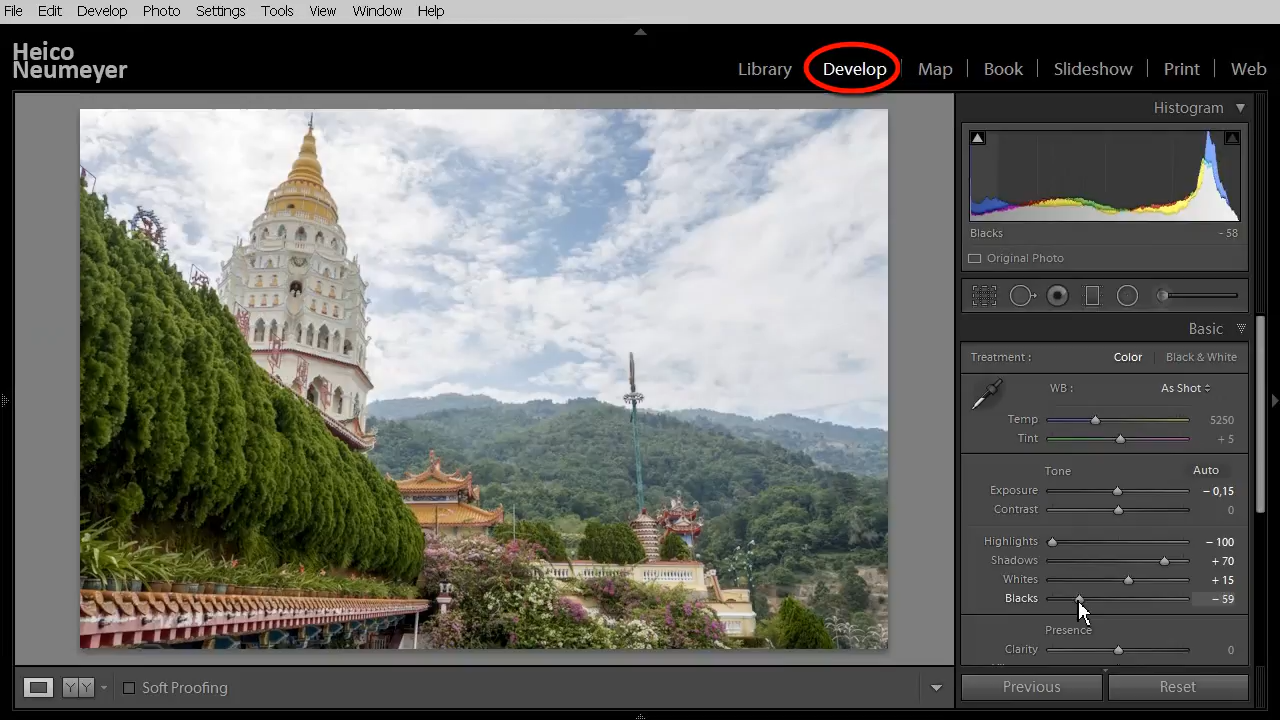 File Edit Develop Photo Settings Tools View Window Help
Heico
Neumeyer
Library Develop Map Book Slideshow Print Web
Histogram
Blacks - 58
Original Photo
Basic
Treatment : Color Black & White
WB : As Shot
Temp 5250
Tint + 5
Tone Auto
Exposure - 0,15
Contrast 0
Highlights - 100
Shadows + 70
Whites + 15
Blacks - 59
Presence
Clarity 0
YY Soft Proofing Previous Reset